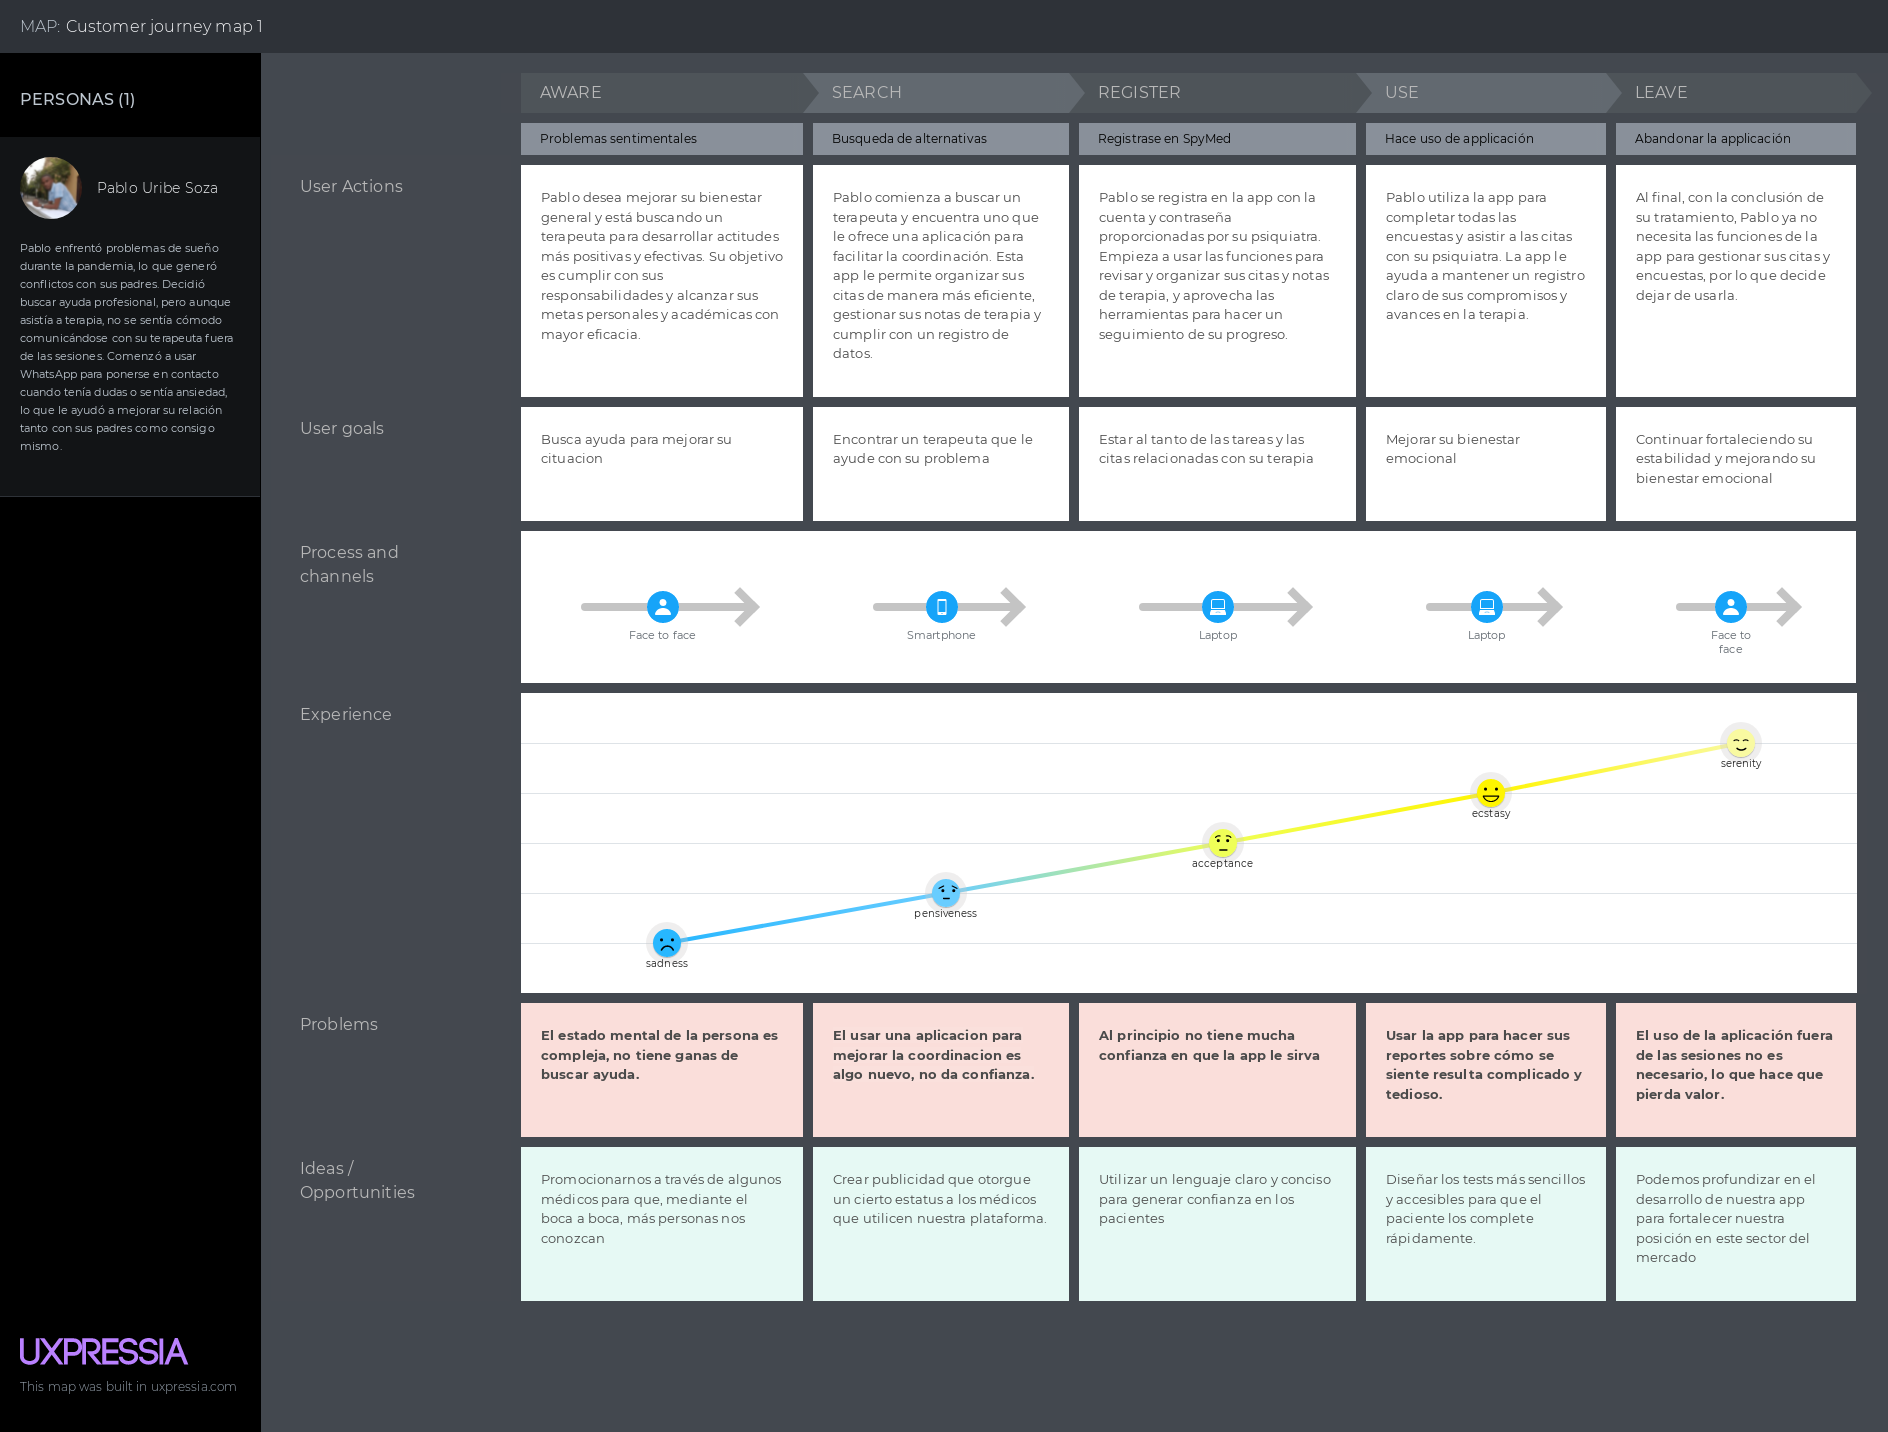 MAP: Customer journey map 1
PERSONAS (1)
Pablo Uribe Soza
Pablo enfrentó problemas de sueño
durante la pandemia, lo que generó
conflictos con sus padres. Decidió
buscar ayuda profesional, pero aunque
asistía a terapia, no se sentía cómodo
comunicándose con su terapeuta fuera
de las sesiones. Comenzó a usar
WhatsApp para ponerse en contacto
cuando tenía dudas o sentía ansiedad,
lo que le ayudó a mejorar su relación
tanto con sus padres como consigo
mismo.
AWARE
SEARCH
REGISTER
USE
LEAVE
Problemas sentimentales
Busqueda de alternativas
Registrase en SpyMed
Hace uso de applicación
Abandonar la applicación
User Actions
Pablo desea mejorar su bienestar
general y está buscando un
terapeuta para desarrollar actitudes
más positivas y efectivas. Su objetivo
es cumplir con sus
responsabilidades y alcanzar sus
metas personales y académicas con
mayor eficacia.
Pablo comienza a buscar un
terapeuta y encuentra uno que
le ofrece una aplicación para
facilitar la coordinación. Esta
app le permite organizar sus
citas de manera más eficiente,
gestionar sus notas de terapia y
cumplir con un registro de
datos.
Pablo se registra en la app con la
cuenta y contraseña
proporcionadas por su psiquiatra.
Empieza a usar las funciones para
revisar y organizar sus citas y notas
de terapia, y aprovecha las
herramientas para hacer un
seguimiento de su progreso.
Pablo utiliza la app para
completar todas las
encuestas y asistir a las citas
con su psiquiatra. La app le
ayuda a mantener un registro
claro de sus compromisos y
avances en la terapia.
Al final, con la conclusión de
su tratamiento, Pablo ya no
necesita las funciones de la
app para gestionar sus citas y
encuestas, por lo que decide
dejar de usarla.
User goals
Busca ayuda para mejorar su
cituacion
Encontrar un terapeuta que le
ayude con su problema
Estar al tanto de las tareas y las
citas relacionadas con su terapia
Mejorar su bienestar
emocional
Continuar fortaleciendo su
estabilidad y mejorando su
bienestar emocional
Process and
channels
Face to face
Smartphone
Laptop
Laptop
Face to
face
Experience
serenity
ecstasy
acceptance
pensiveness
sadness
Problems
El estado mental de la persona es
compleja, no tiene ganas de
buscar ayuda.
El usar una aplicacion para
mejorar la coordinacion es
algo nuevo, no da confianza.
Al principio no tiene mucha
confianza en que la app le sirva
Usar la app para hacer sus
reportes sobre cómo se
siente resulta complicado y
tedioso.
El uso de la aplicación fuera
de las sesiones no es
necesario, lo que hace que
pierda valor.
Ideas /
Opportunities
Promocionarnos a través de algunos
médicos para que, mediante el
boca a boca, más personas nos
conozcan
Crear publicidad que otorgue
un cierto estatus a los médicos
que utilicen nuestra plataforma.
Utilizar un lenguaje claro y conciso
para generar confianza en los
pacientes
Diseñar los tests más sencillos
y accesibles para que el
paciente los complete
rápidamente.
Podemos profundizar en el
desarrollo de nuestra app
para fortalecer nuestra
posición en este sector del
mercado
UXPRESSIA
This map was built in uxpressia.com